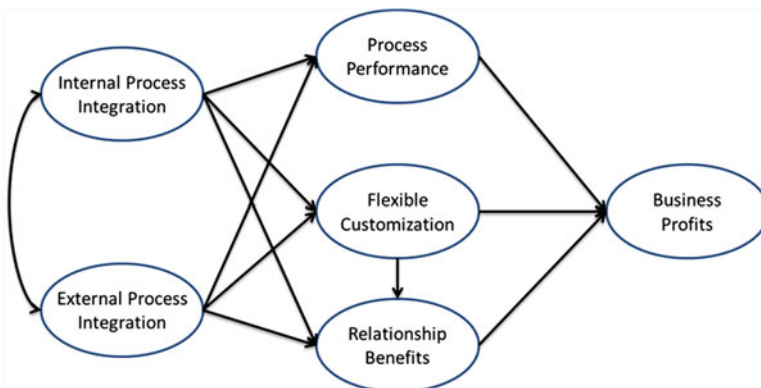 Process
Performance
Internal Process
Integration
Flexible
Customization
Business
Profits
External Process
Integration
Relationship
Benefits